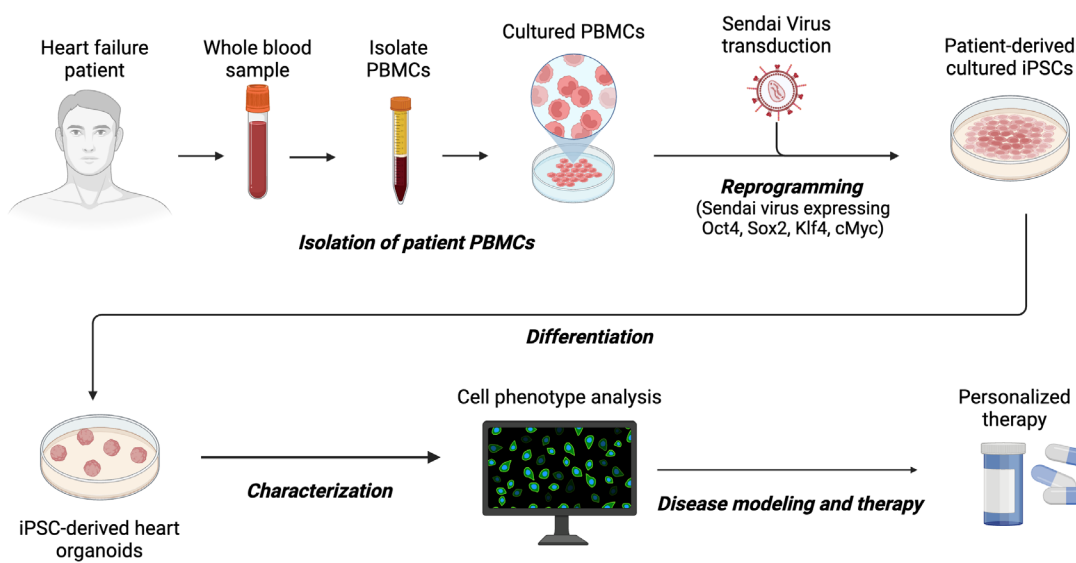 Heart failure
patient
Whole blood
sample
Isolate
PBMCs
Cultured PBMCs
Sendai Virus
transduction
Patient-derived
cultured iPSCs
Isolation of patient PBMCs
Reprogramming
(Sendai virus expressing
Oct4, Sox2, Klf4, cMyc)
Differentiation
iPSC-derived heart
organoids
Characterization
Cell phenotype analysis
Disease modeling and therapy
Personalized
therapy